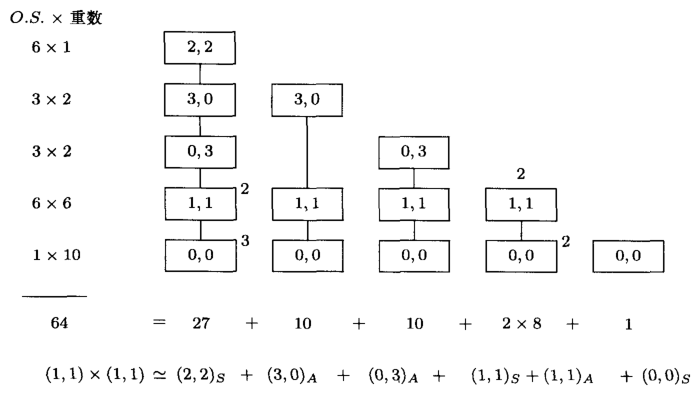 O.S. × 重数
6 × 1 2, 2
3 × 2 3, 0 3, 0
3 × 2 0, 3 0, 3
2
6 × 6 1, 1 2 1, 1 1, 1 1, 1
1 × 10 0, 0 3 0, 0 0, 0 0, 0 2 0, 0
64 = 27 + 10 + 10 + 2 × 8 + 1
(1, 1) × (1, 1) ≃ (2, 2)_S + (3, 0)_A + (0, 3)_A + (1, 1)_S + (1, 1)_A + (0, 0)_S